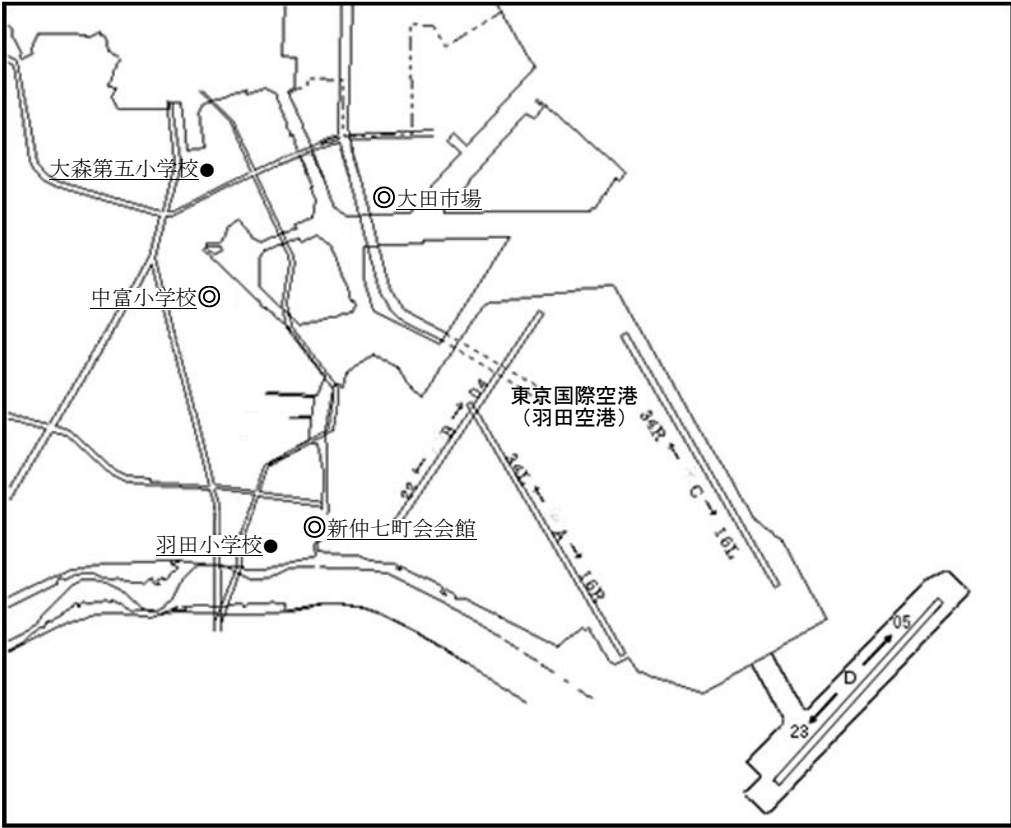 大森第五小学校
大田市場
中富小学校
東京国際空港
(羽田空港)
04
B
22
34R
C
16L
34L
A
16R
新仲七町会会館
羽田小学校
05
D
23